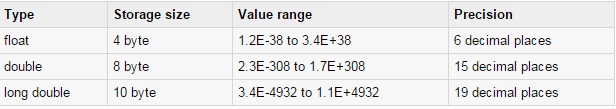 Type Storage size Value range Precision
float 4 byte 1.2E-38 to 3.4E+38 6 decimal places
double 8 byte 2.3E-308 to 1.7E+308 15 decimal places
long double 10 byte 3.4E-4932 to 1.1E+4932 19 decimal places